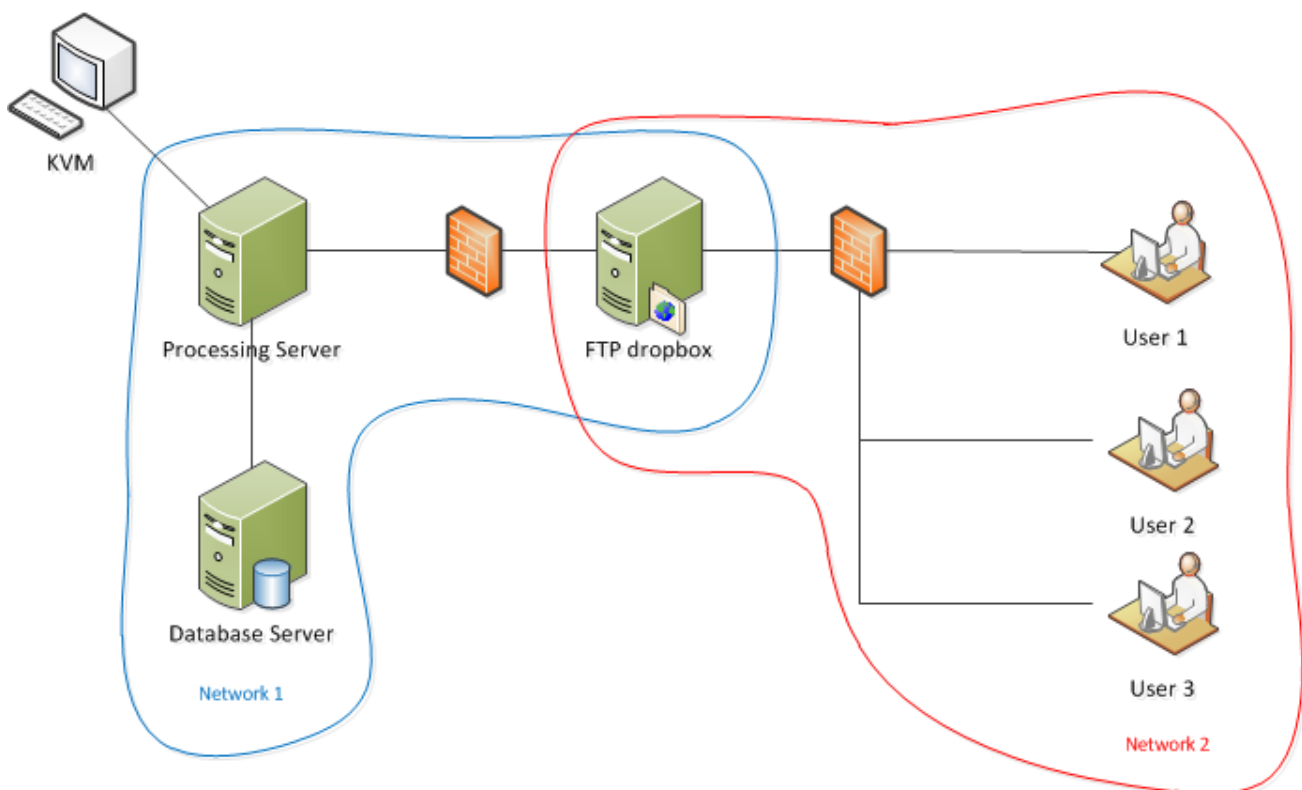 KVM
Processing Server
FTP dropbox
User 1
User 2
Database Server
User 3
Network 1
Network 2